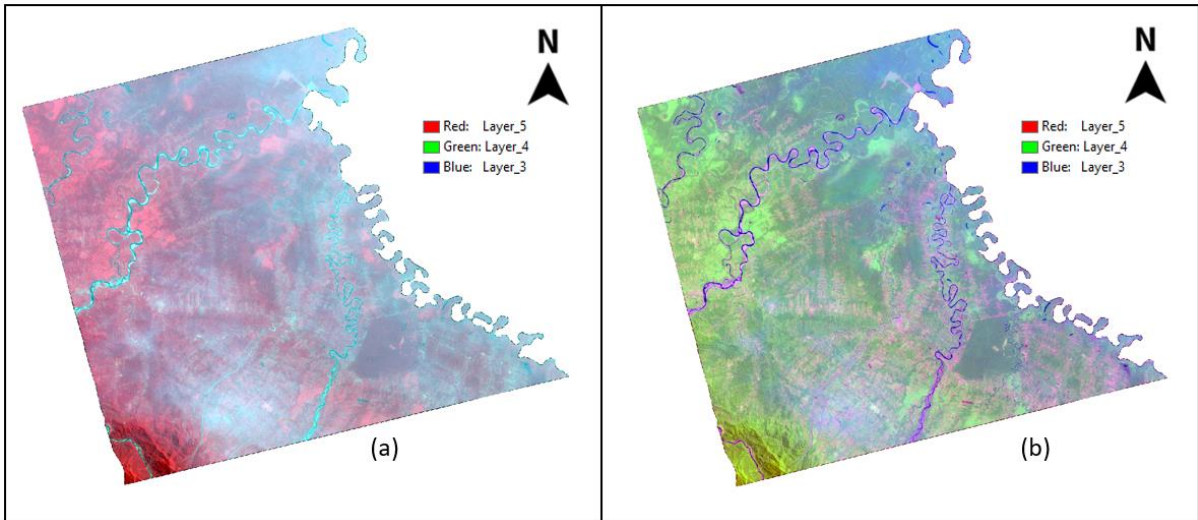 N
Red: Layer_5
Green: Layer_4
Blue: Layer_3
(a)
N
Red: Layer_5
Green: Layer_4
Blue: Layer_3
(b)